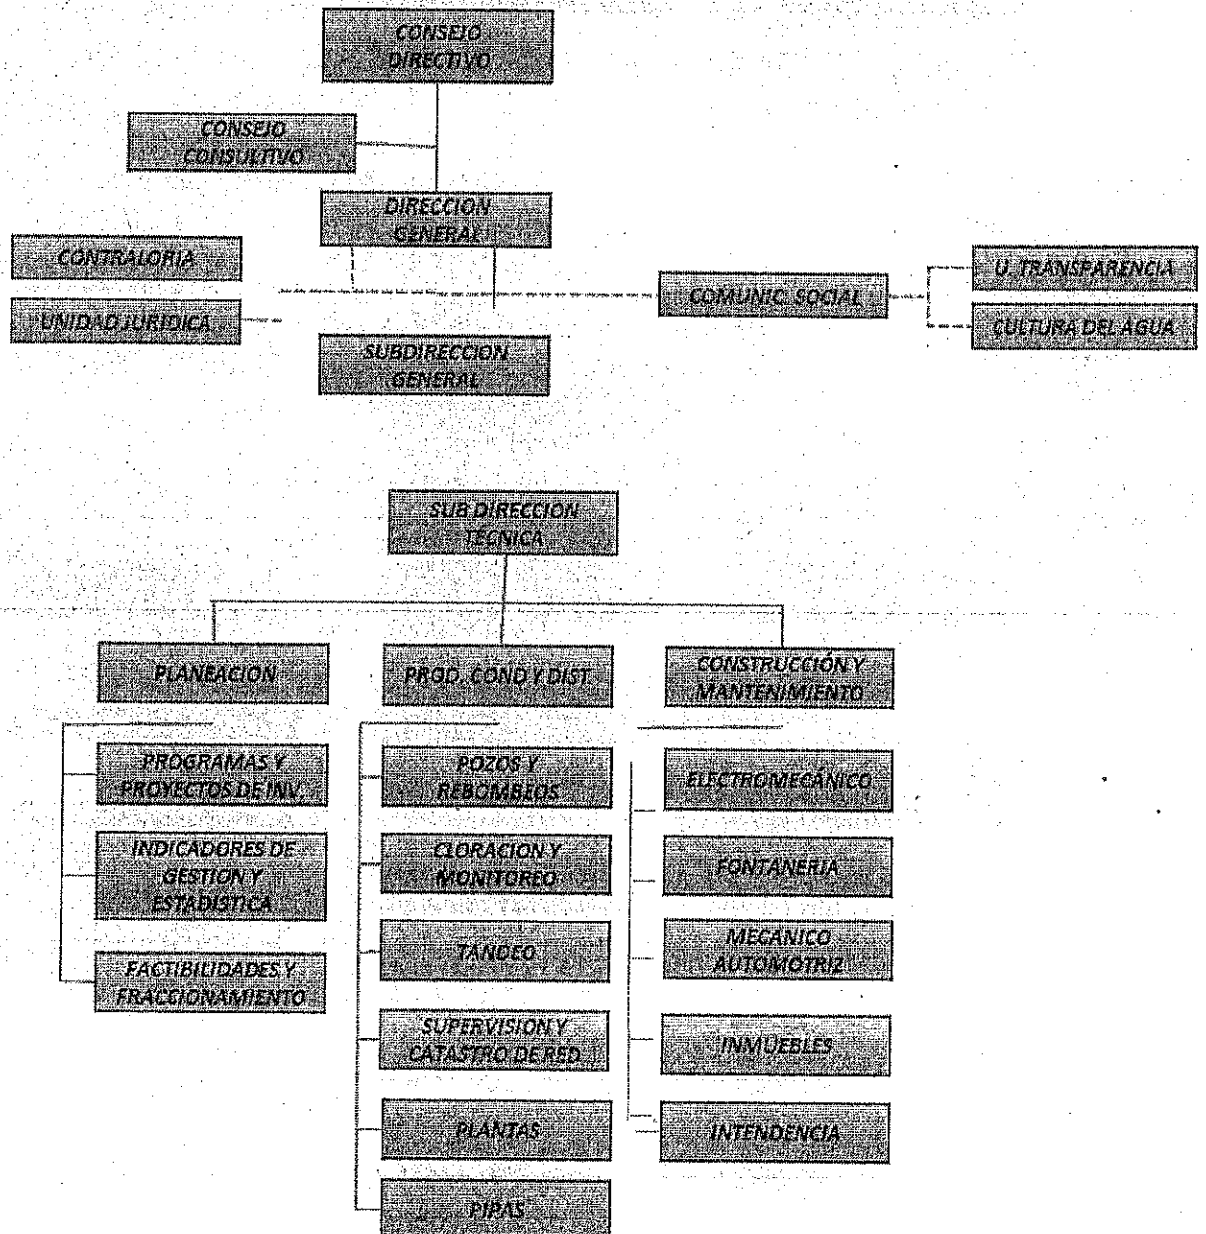 CONSEJO
DIRECTIVO
CONSEJO
CONSULTIVO
DIRECCION
GENERAL
CONTRALORIA
UNIDAD JURIDICA
COMUNIC. SOCIAL
U. TRANSPARENCIA
CULTURA DEL AGUA
SUBDIRECCION
GENERAL
SUB DIRECCION
TÉCNICA
PLANEACION
PROD. COND Y DIST.
CONSTRUCCIÓN Y
MANTENIMIENTO
PROGRAMAS Y
PROYECTOS DE INV.
INDICADORES DE
GESTION Y
ESTADISTICA
FACTIBILIDADES Y
FRACCIONAMIENTO
POZOS Y
REBOMBEOS
CLORACION Y
MONITOREO
TANDEO
SUPERVISION Y
CATASTRO DE RED
PLANTAS
PIPAS
ELECTROMECÁNICO
FONTANERIA
MECANICO
AUTOMOTRIZ
INMUEBLES
INTENDENCIA